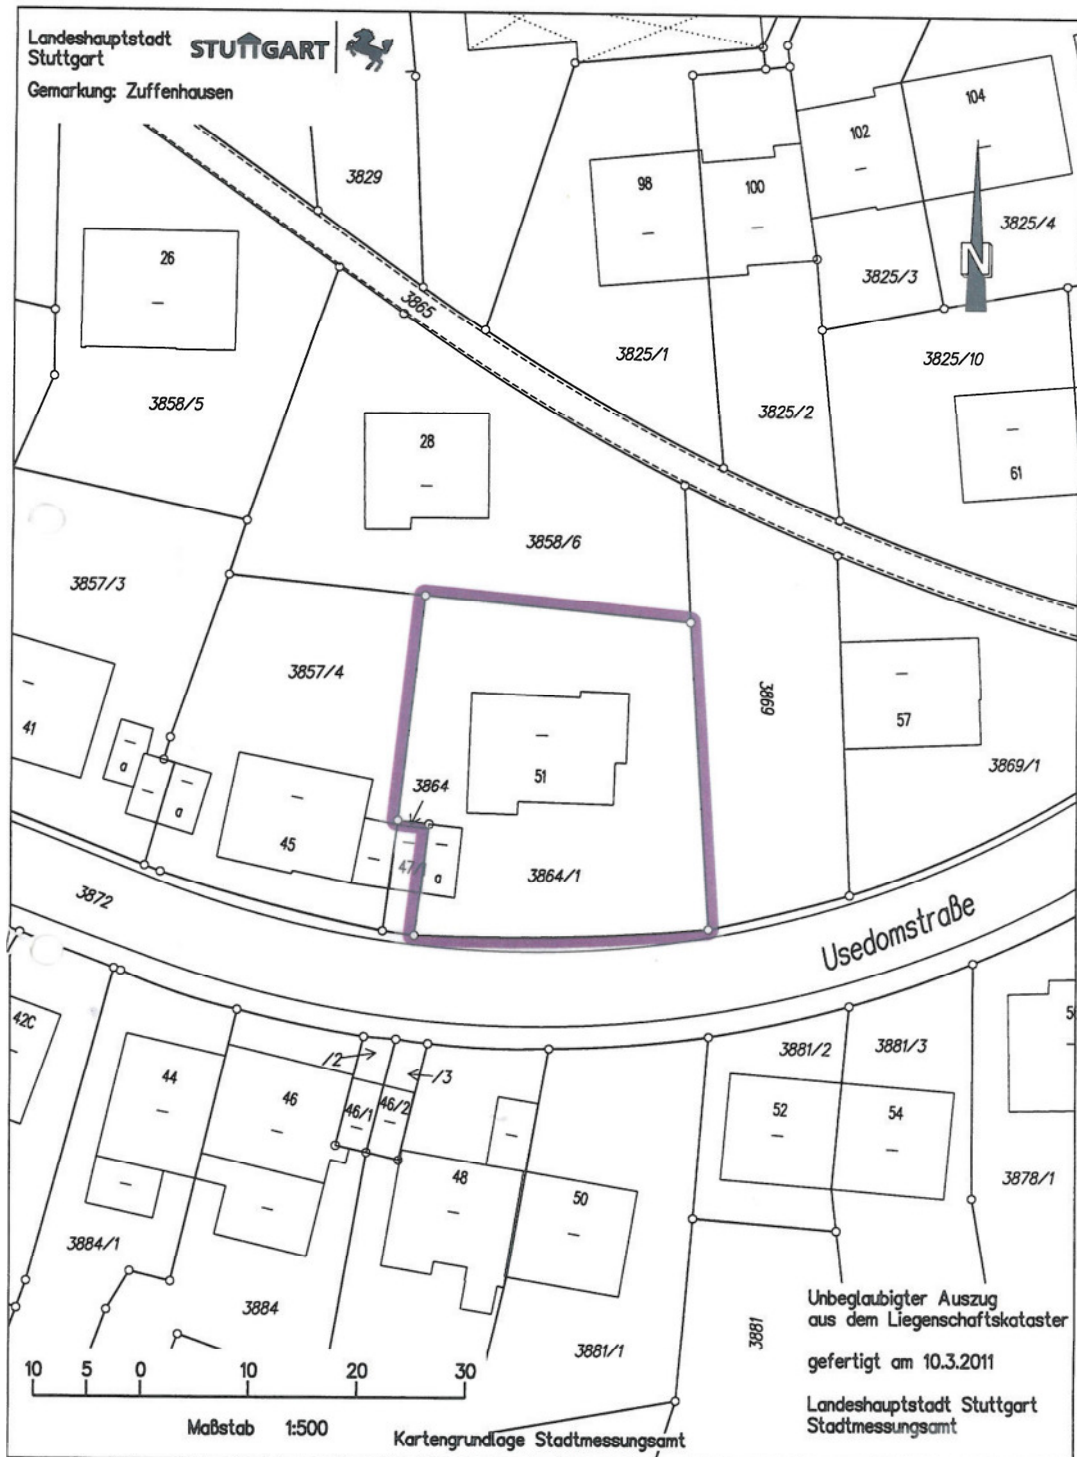 Landeshauptstadt
Stuttgart
STUTTGART
Gemarkung: Zuffenhausen
104
102
3829
98
100
3825/4
N
26
3825/3
3865
3825/1
3825/10
3858/5
3825/2
28
61
3858/6
3857/3
3857/4
3869
41
57
51
3869/1
3864
a
a
45
47/1
a
3864/1
3872
Usedomstraße
42C
/2
3881/2
3881/3
44
/3
46
46/1
46/2
52
54
48
50
3878/1
3884/1
3884
3881
3881/1
Unbeglaubigter Auszug
aus dem Liegenschaftskataster
gefertigt am 10.3.2011
Landeshauptstadt Stuttgart
Stadtmessungsamt
10 5 0 10 20 30
Maßstab 1:500
Kartengrundlage Stadtmessungsamt